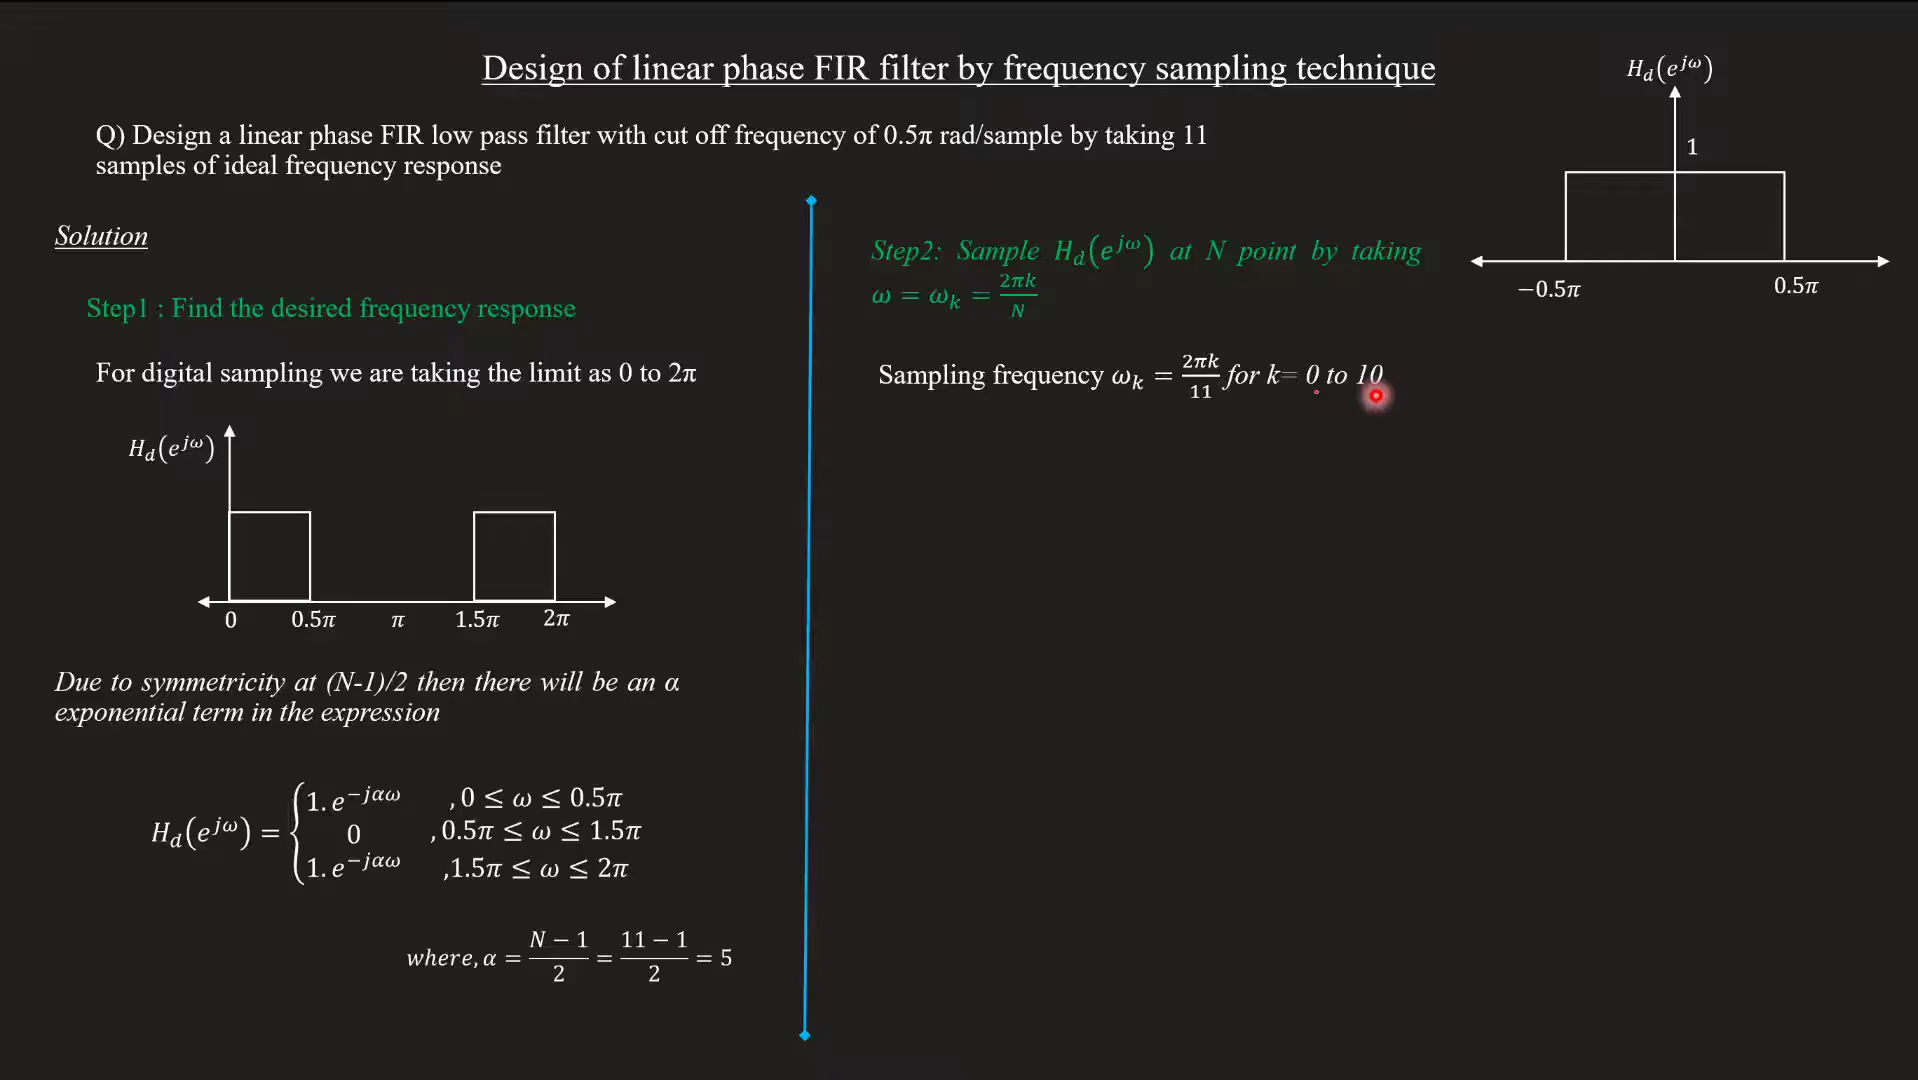 Design of linear phase FIR filter by frequency sampling technique
Q) Design a linear phase FIR low pass filter with cut off frequency of 0.5π rad/sample by taking 11
samples of ideal frequency response
H_d(e^{jω})
1
−0.5π
0.5π
Solution
Step1 : Find the desired frequency response
For digital sampling we are taking the limit as 0 to 2π
H_d(e^{jω})
0 0.5π π 1.5π 2π
Due to symmetricity at (N-1)/2 then there will be an α
exponential term in the expression
H_d(e^{jω}) = { 1.e^{−jαω} , 0 ≤ ω ≤ 0.5π
0 , 0.5π ≤ ω ≤ 1.5π
1.e^{−jαω} ,1.5π ≤ ω ≤ 2π
where, α = (N − 1)/2 = (11 − 1)/2 = 5
Step2: Sample H_d(e^{jω}) at N point by taking
ω = ω_k = 2πk/N
Sampling frequency ω_k = 2πk/11 for k= 0 to 10